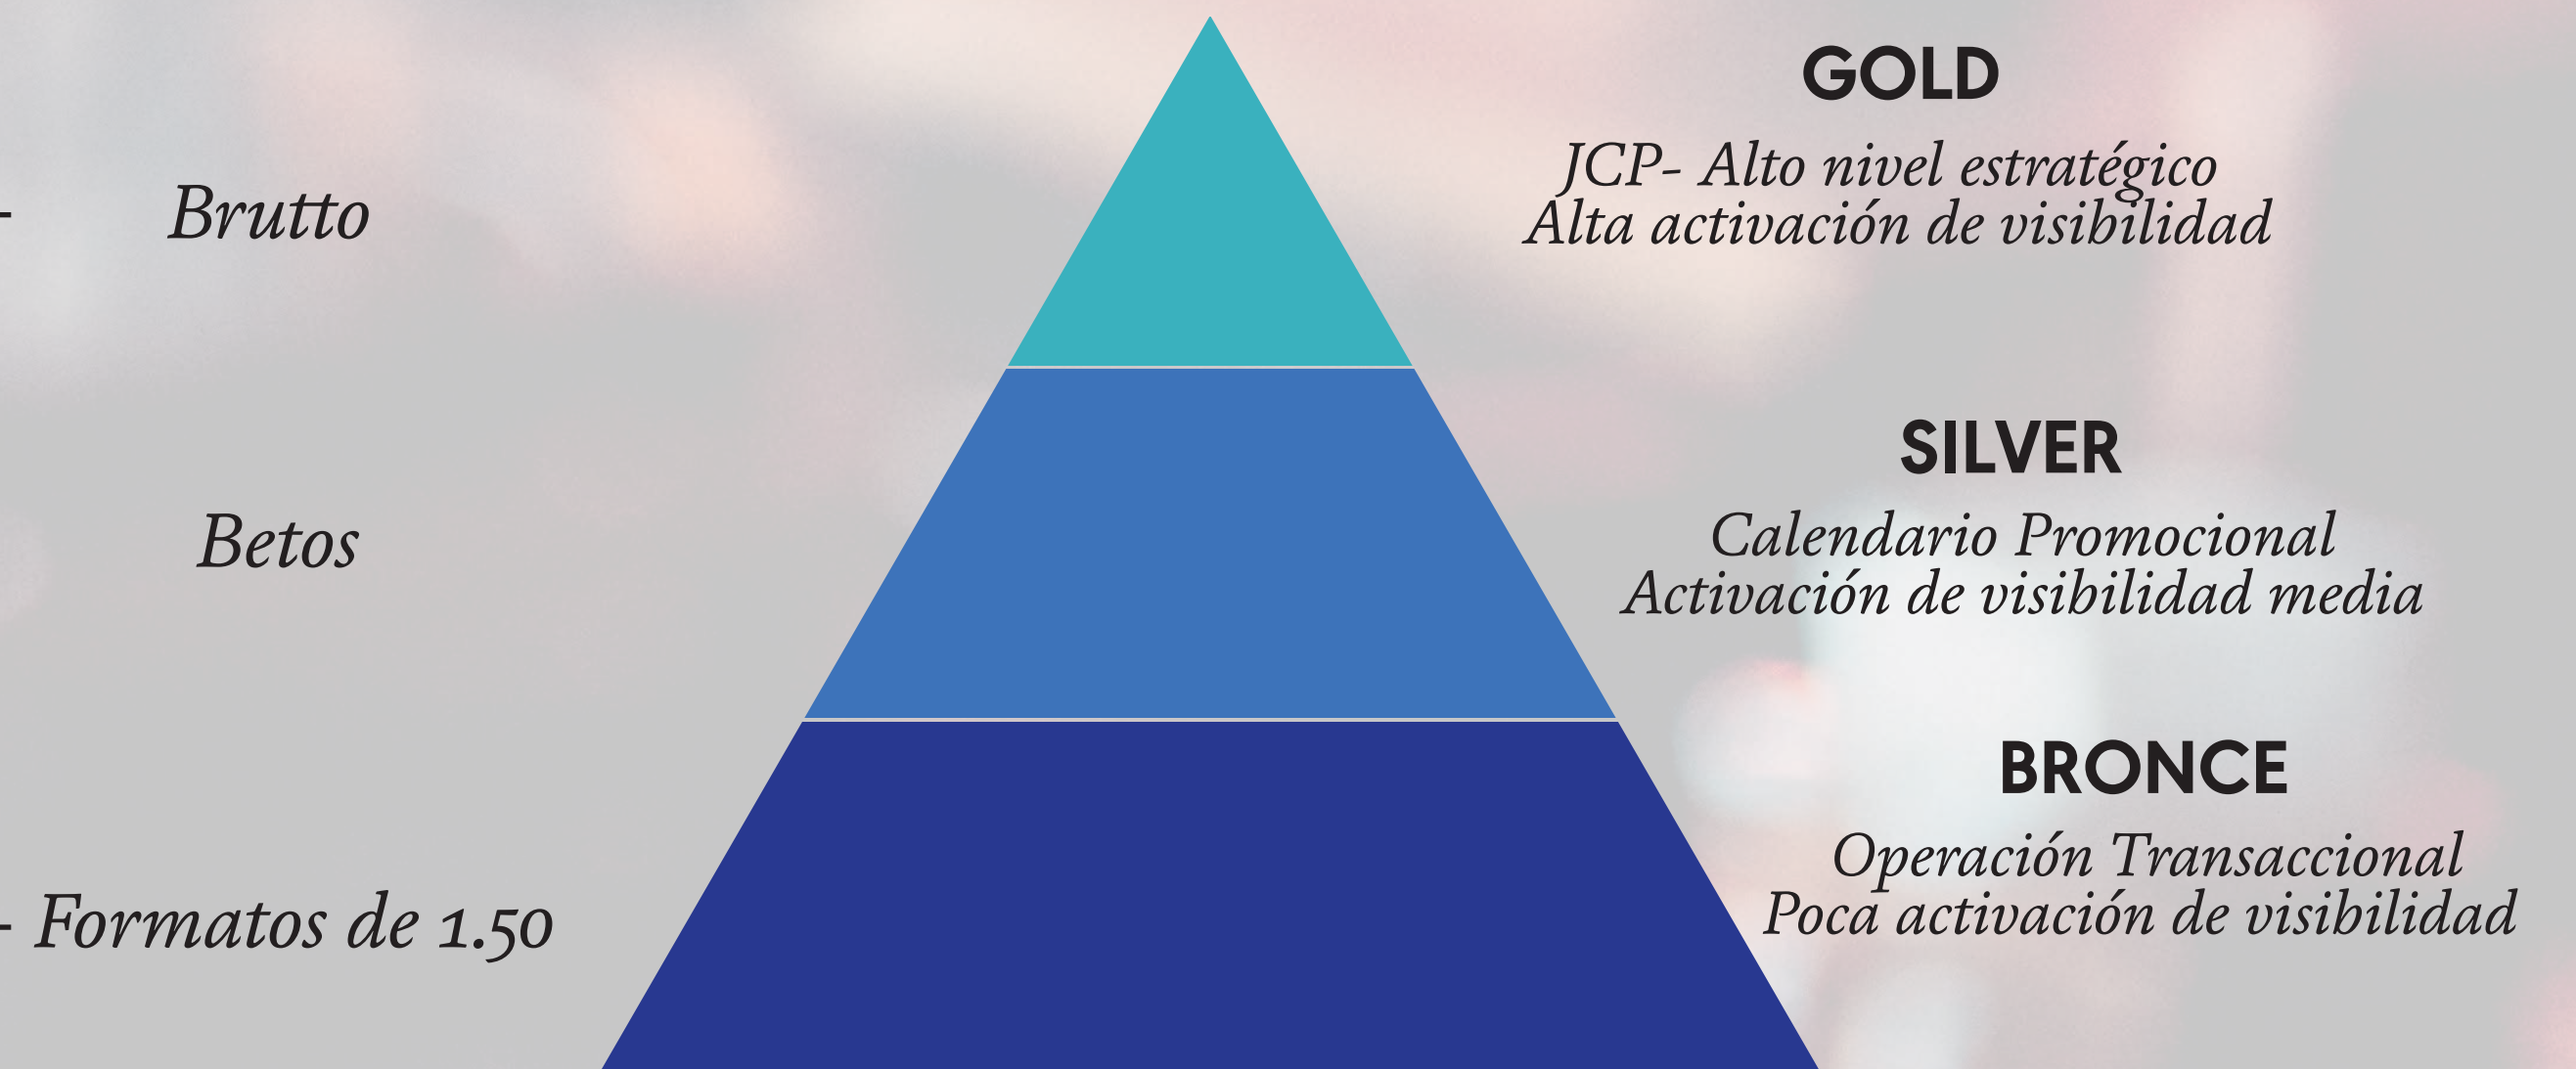 GOLD
JCP- Alto nivel estratégico
- Brutto
Alta activación de visibilidad
SILVER
Betos
Calendario Promocional
Activación de visibilidad media
BRONCE
Operación Transaccional
- Formatos de 1.50
Poca activación de visibilidad